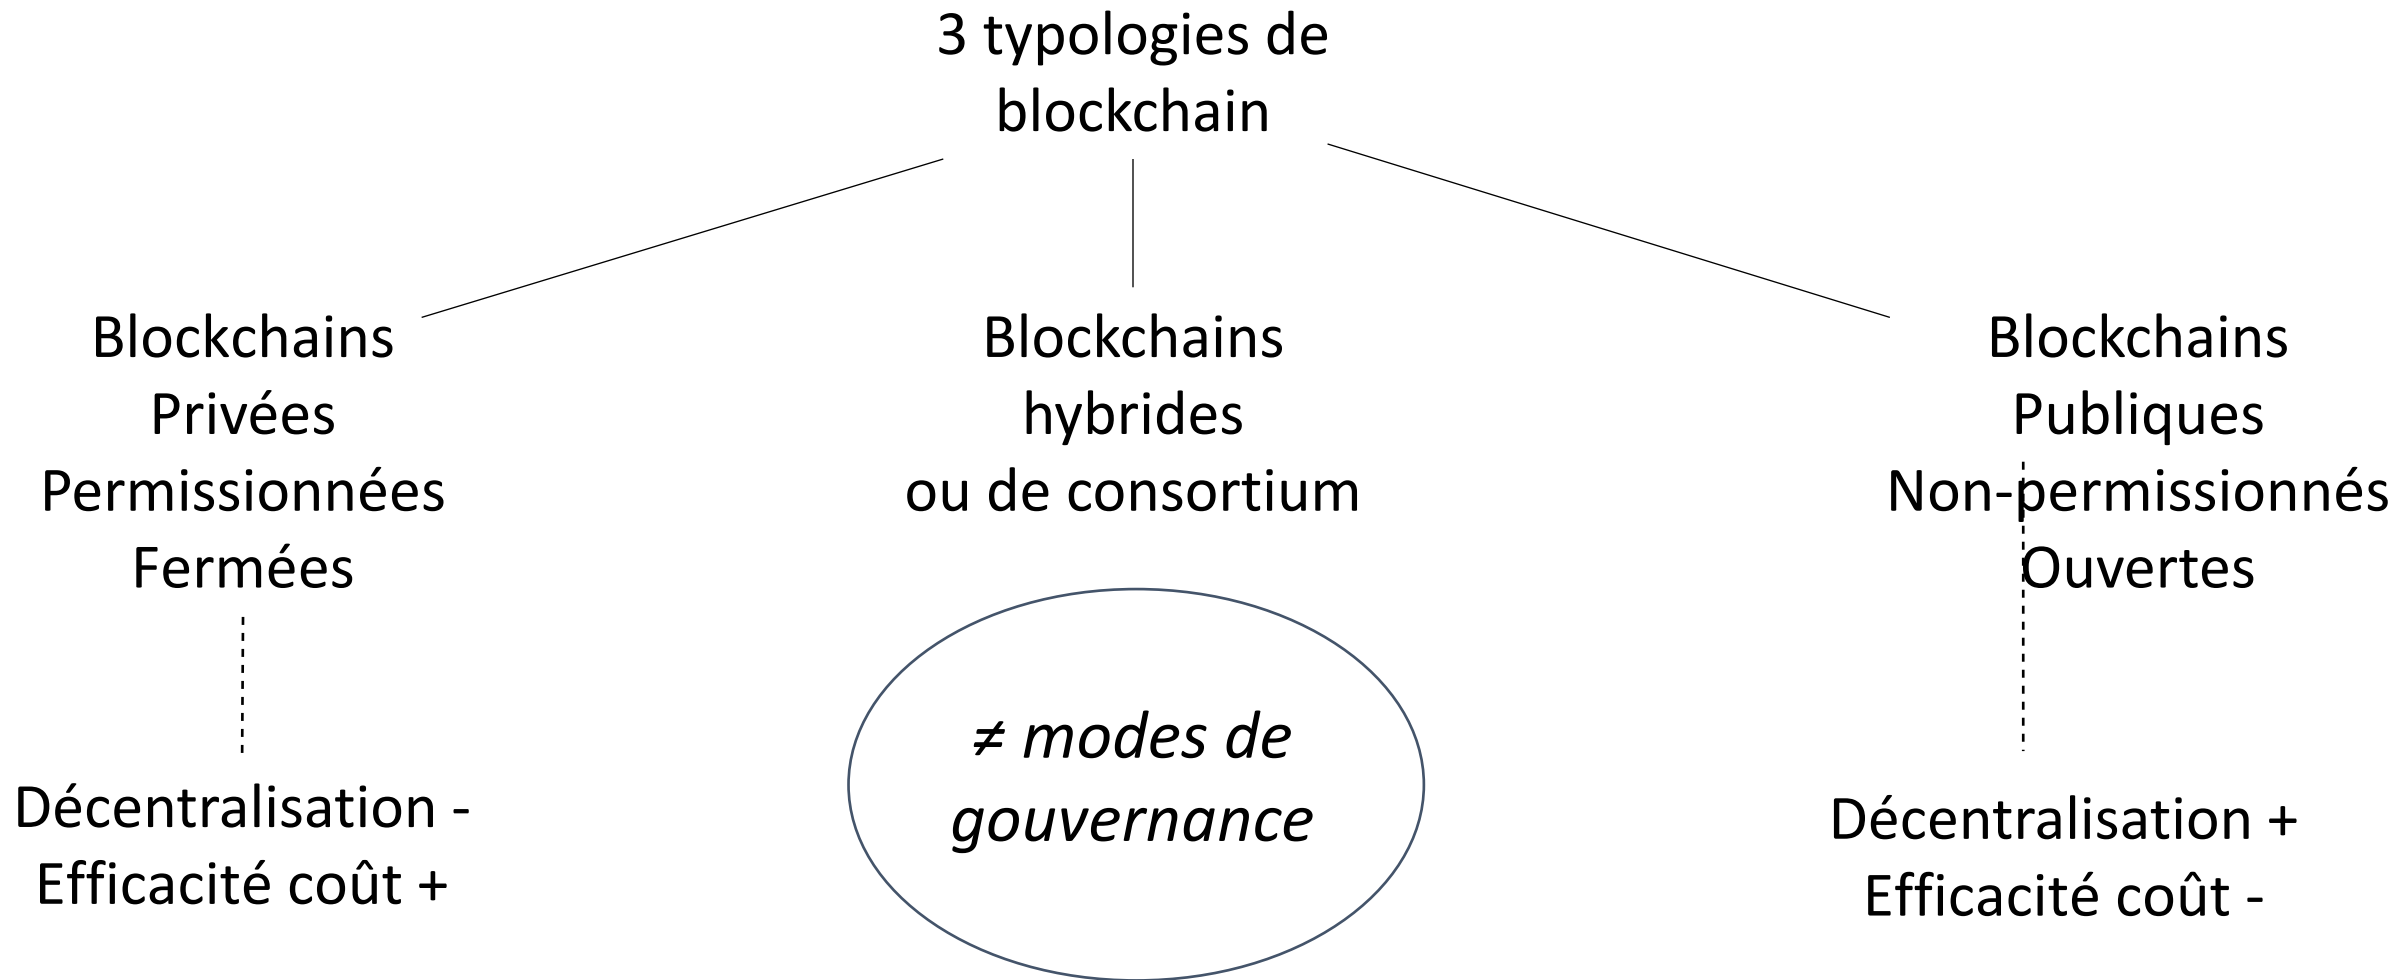 3 typologies de
blockchain
Blockchains
Privées
Permissionnées
Fermées
Blockchains
hybrides
ou de consortium
Blockchains
Publiques
Non-permissionnés
Ouvertes
≠ modes de
gouvernance
Décentralisation -
Efficacité coût +
Décentralisation +
Efficacité coût -